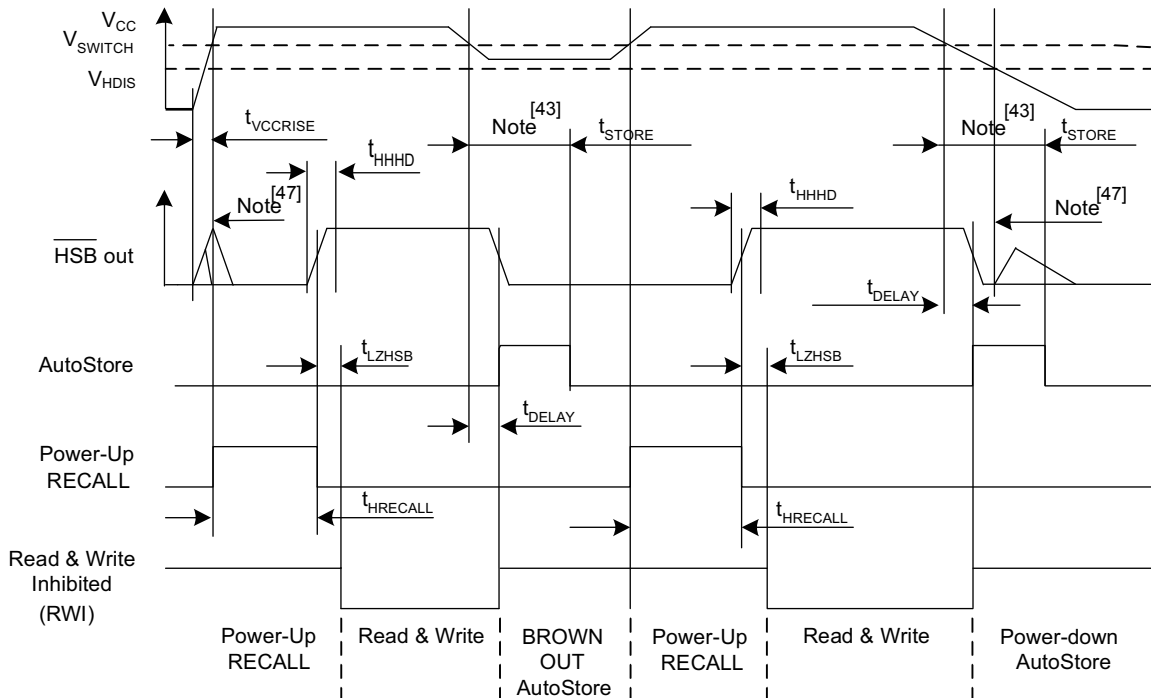 VCC
VSWITCH
VHDIS
tVCCRISE
Note[43]
tSTORE
Note[43]
tSTORE
tHHHD
Note[47]
tHHHD
Note[47]
HSB out
tDELAY
AutoStore
tLZHSB
tLZHSB
tDELAY
Power-Up
RECALL
tHRECALL
tHRECALL
Read & Write
Inhibited
(RWI)
Power-Up
RECALL
Read & Write
BROWN
OUT
AutoStore
Power-Up
RECALL
Read & Write
Power-down
AutoStore